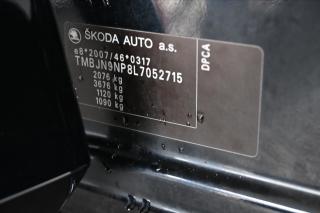 ŠKODA AUTO a.s.
e8*2007/46*0317
TMBJN9NP8L7052715
2076 kg
3676 kg
1120 kg
1090 kg
DPCA